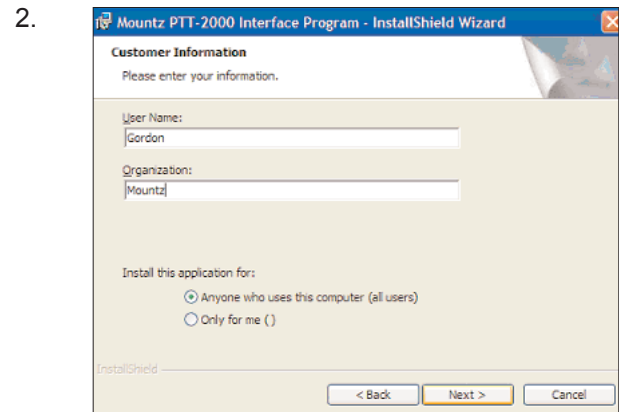 2.
Mountz PTT-2000 Interface Program - InstallShield Wizard
Customer Information
Please enter your information.
User Name:
Gordon
Organization:
Mountz
Install this application for:
Anyone who uses this computer (all users)
Only for me ( )
InstallShield
< Back Next > Cancel